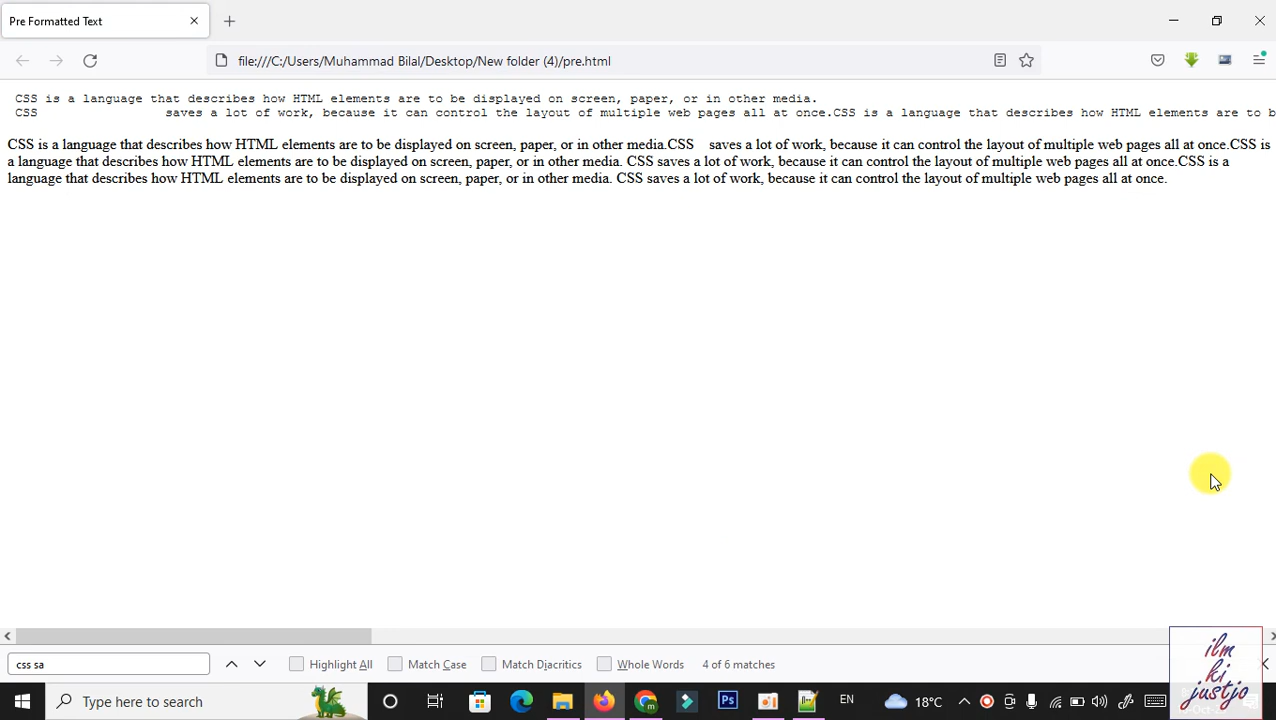 Pre Formatted Text
file:///C:/Users/Muhammad Bilal/Desktop/New folder (4)/pre.html
CSS is a language that describes how HTML elements are to be displayed on screen, paper, or in other media.
CSS                 saves a lot of work, because it can control the layout of multiple web pages all at once.CSS is a language that describes how HTML elements are to b
CSS is a language that describes how HTML elements are to be displayed on screen, paper, or in other media.CSS    saves a lot of work, because it can control the layout of multiple web pages all at once.CSS is
a language that describes how HTML elements are to be displayed on screen, paper, or in other media. CSS saves a lot of work, because it can control the layout of multiple web pages all at once.CSS is a
language that describes how HTML elements are to be displayed on screen, paper, or in other media. CSS saves a lot of work, because it can control the layout of multiple web pages all at once.
css sa Highlight All Match Case Match Diacritics Whole Words 4 of 6 matches
ilm
ki
justjo
Type here to search Ps EN 18°C